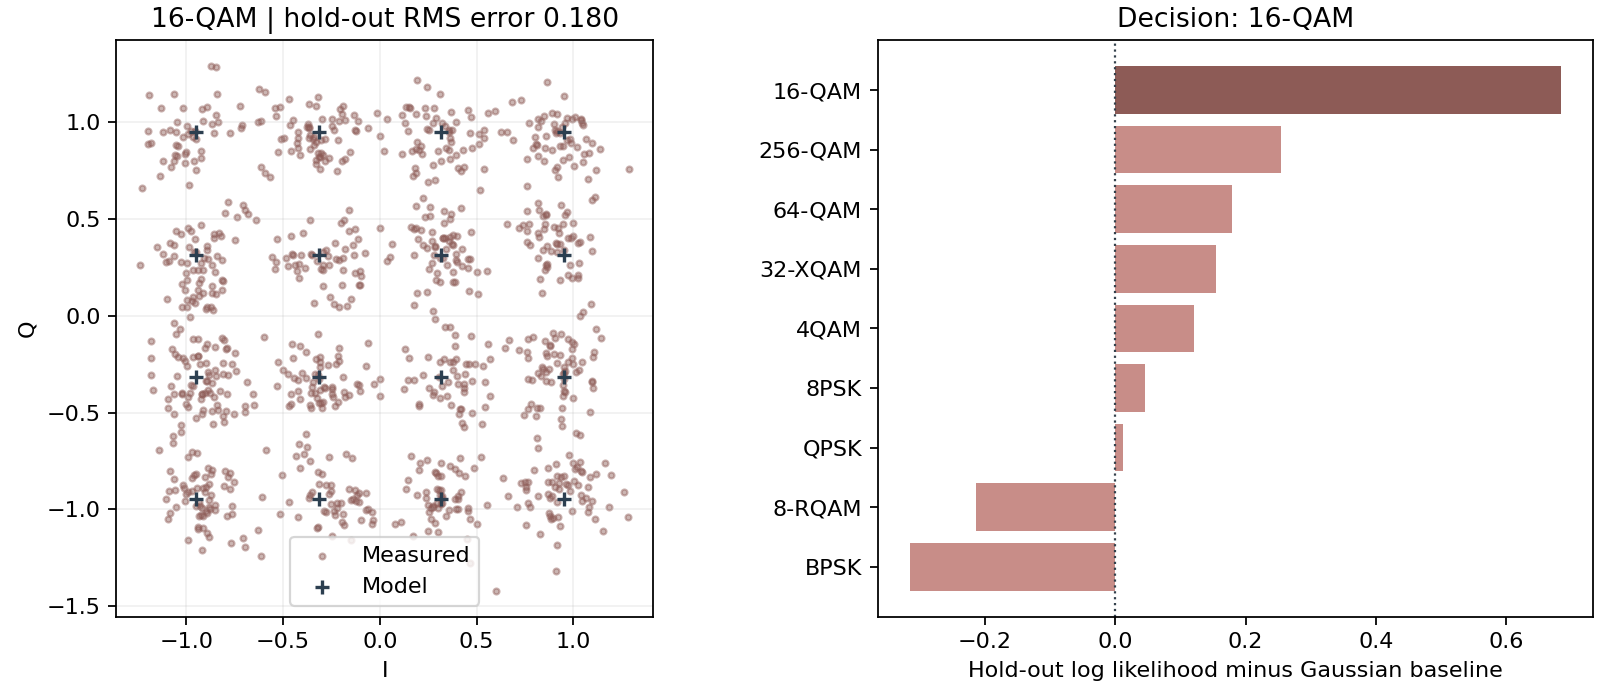 16-QAM | hold-out RMS error 0.180
1.0
0.5
0.0
−0.5
−1.0
−1.5
Q
−1.0
−0.5
0.0
0.5
1.0
I
Measured
Model
Decision: 16-QAM
16-QAM
256-QAM
64-QAM
32-XQAM
4QAM
8PSK
QPSK
8-RQAM
BPSK
−0.2
0.0
0.2
0.4
0.6
Hold-out log likelihood minus Gaussian baseline